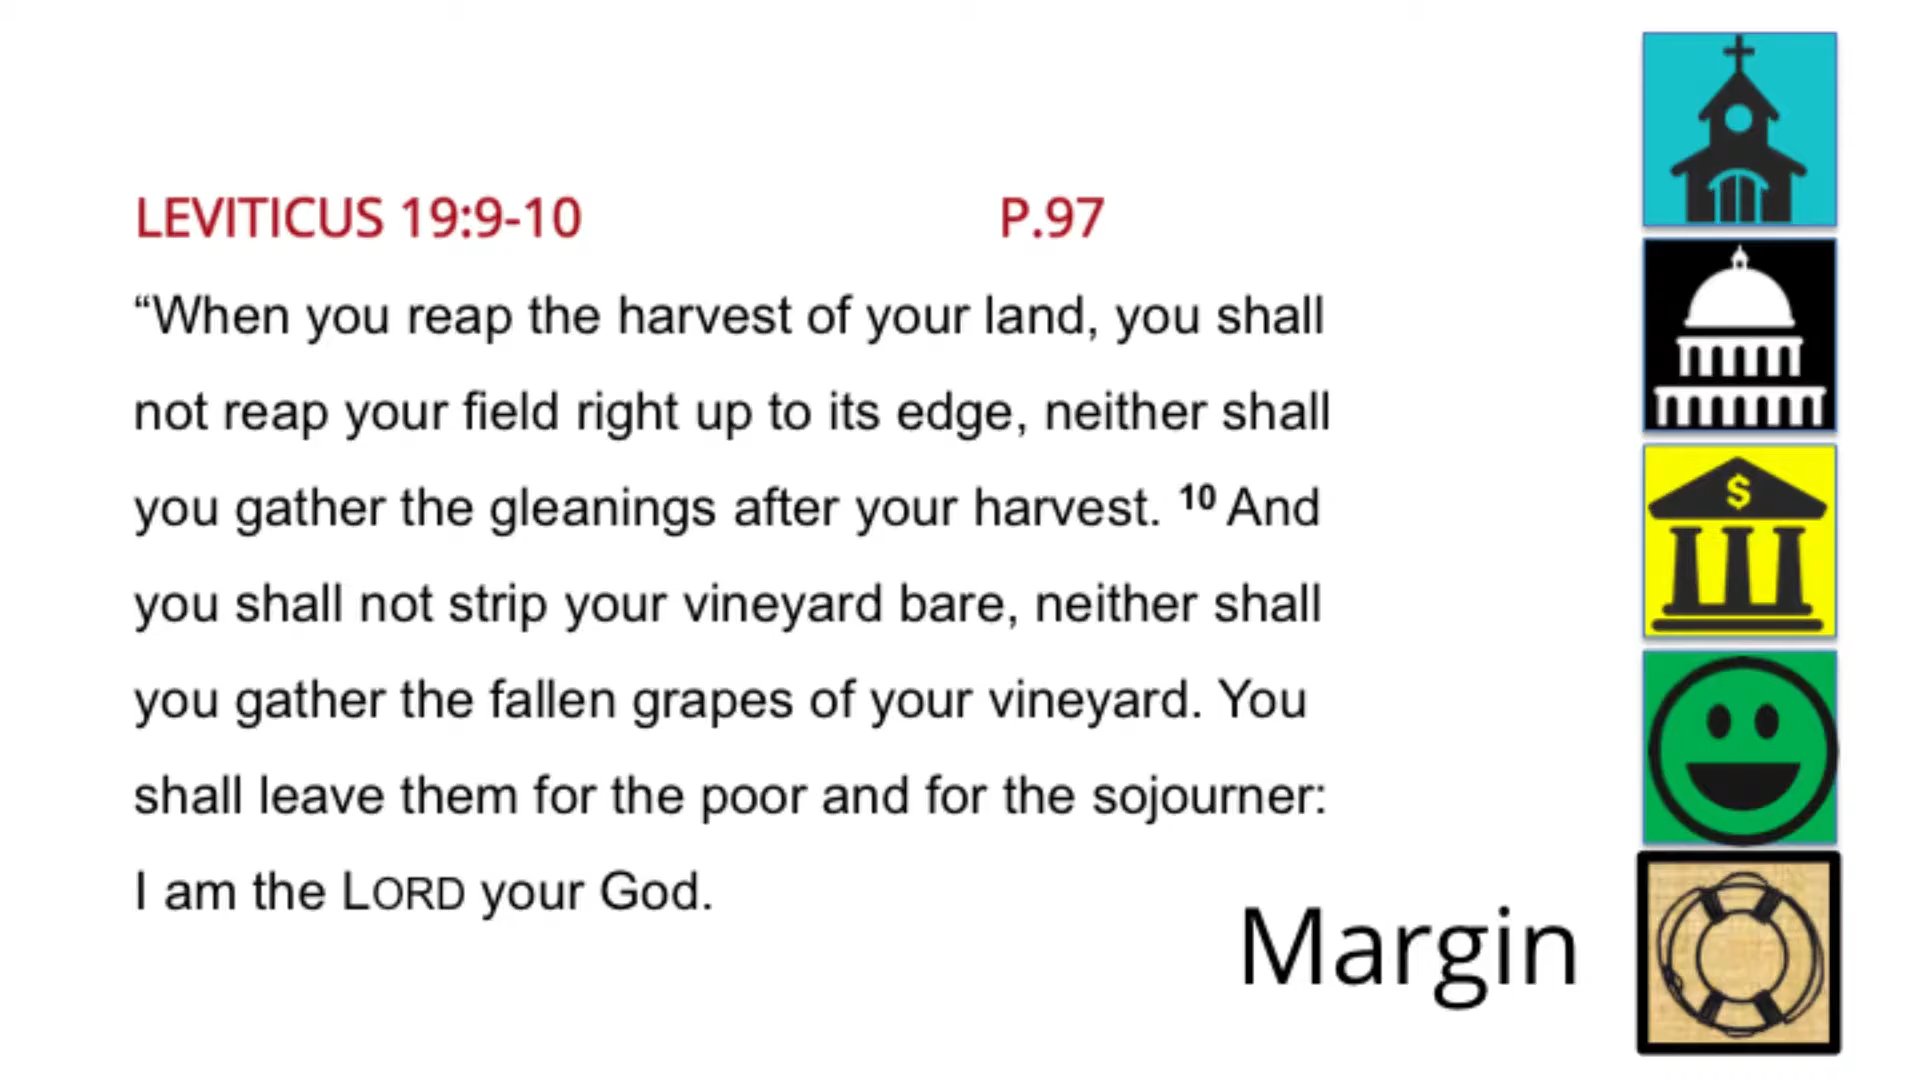 LEVITICUS 19:9-10 P.97
“When you reap the harvest of your land, you shall
not reap your field right up to its edge, neither shall
you gather the gleanings after your harvest. 10 And
you shall not strip your vineyard bare, neither shall
you gather the fallen grapes of your vineyard. You
shall leave them for the poor and for the sojourner:
I am the LORD your God.
Margin
$